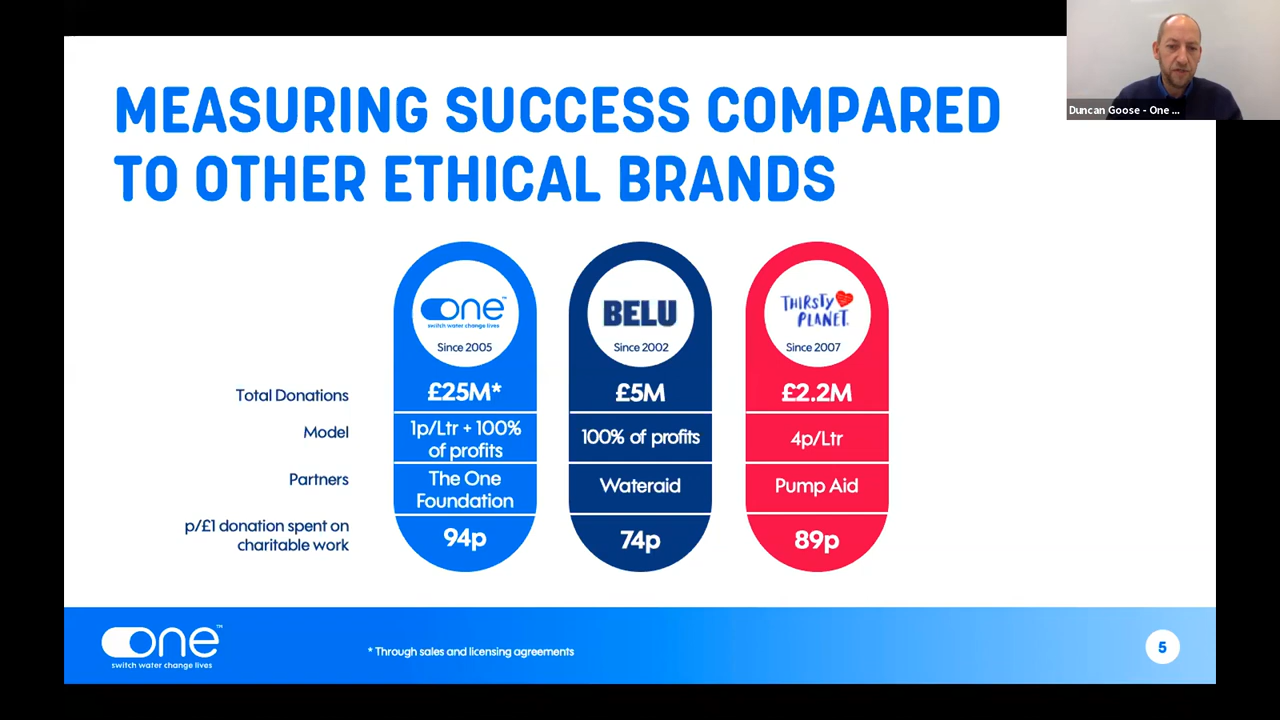 MEASURING SUCCESS COMPARED
TO OTHER ETHICAL BRANDS
Duncan Goose - One ...
one™
switch water change lives
Since 2005
BELU
Since 2002
THIRSTY
PLANET.
Since 2007
Total Donations
£25M*
£5M
£2.2M
Model
1p/Ltr + 100%
of profits
100% of profits
4p/Ltr
Partners
The One
Foundation
Wateraid
Pump Aid
p/£1 donation spent on
charitable work
94p
74p
89p
one™
switch water change lives
* Through sales and licensing agreements
5